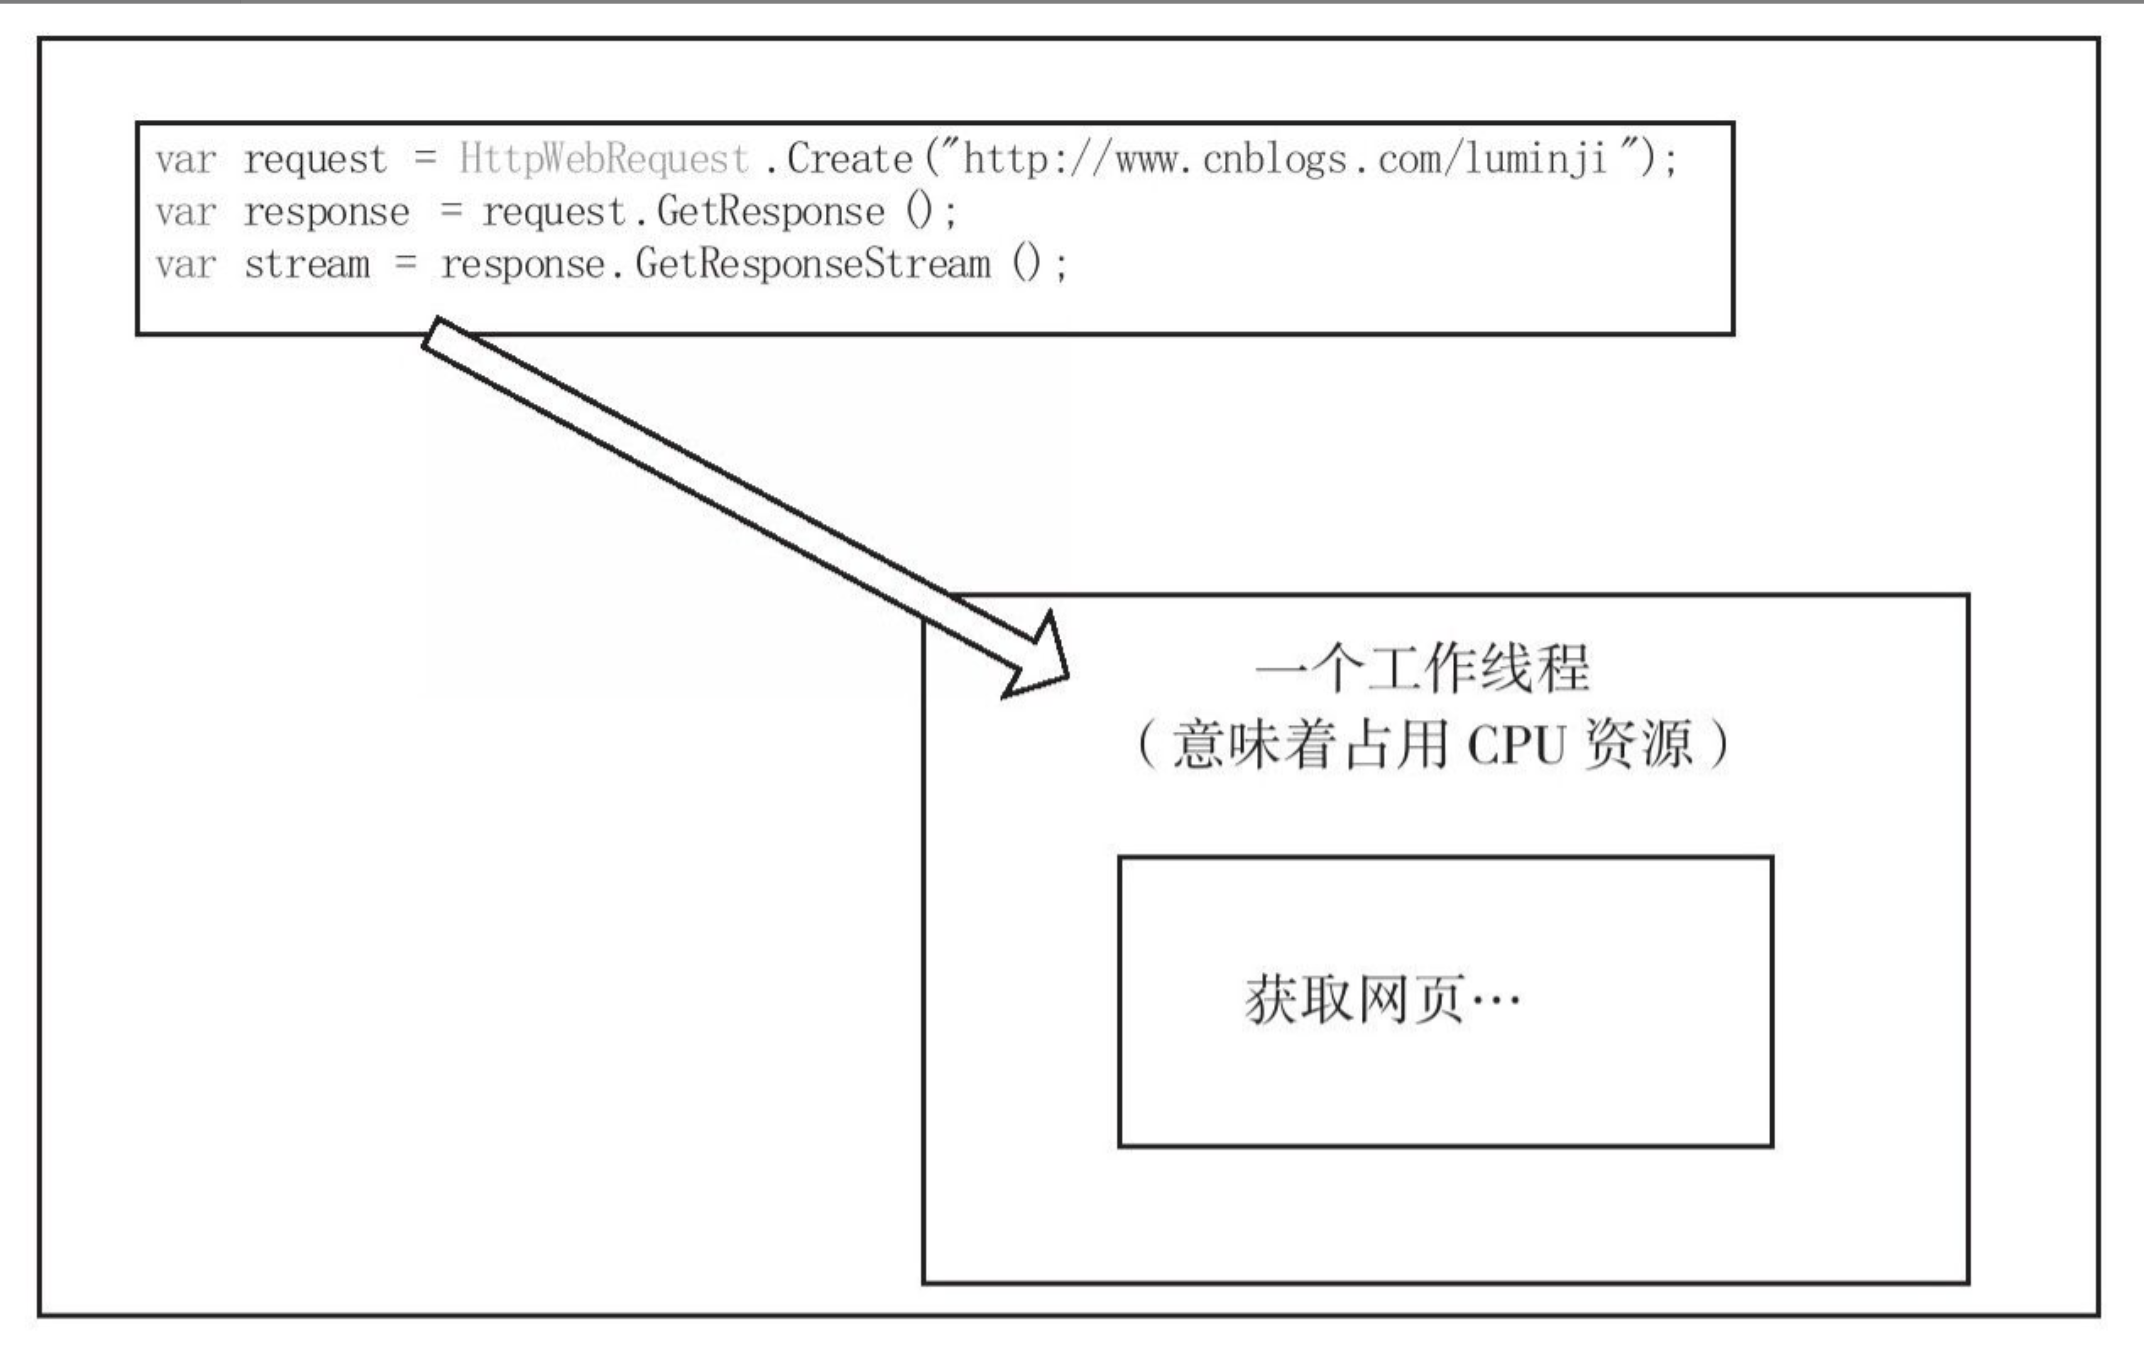 var request = HttpWebRequest.Create("http://www.cnblogs.com/luminji");
var response = request.GetResponse();
var stream = response.GetResponseStream();
一个工作线程
（意味着占用 CPU 资源）
获取网页…